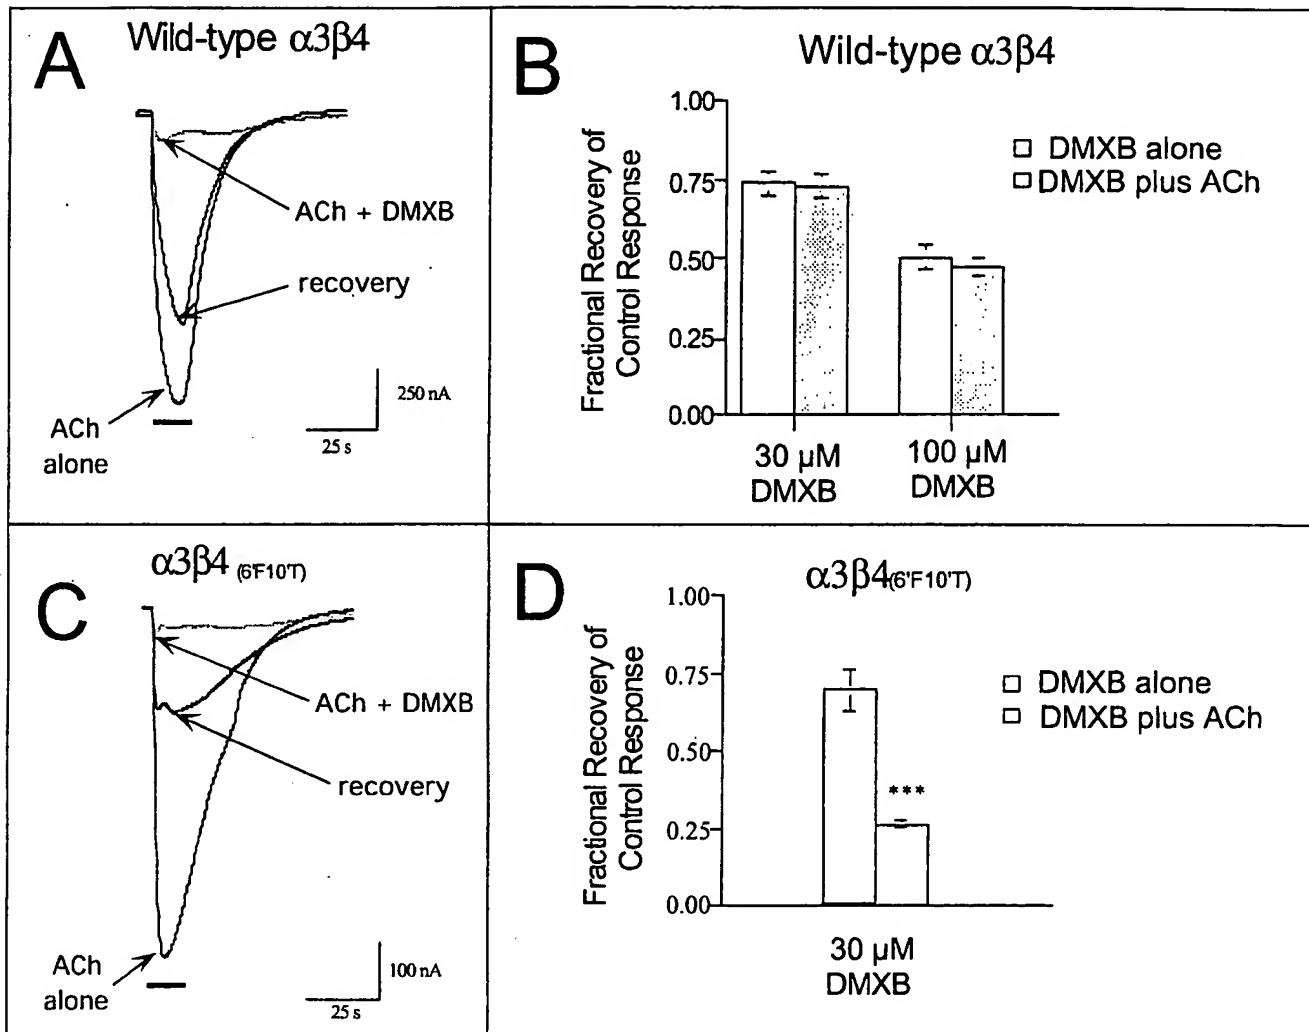 A
Wild-type α3β4
ACh + DMXB
recovery
ACh
alone
250 nA
25 s
B
Wild-type α3β4
Fractional Recovery of
Control Response
1.00
0.75
0.50
0.25
0.00
DMXB alone
DMXB plus ACh
30 µM
DMXB
100 µM
DMXB
C
α3β4 (6'F10'T)
ACh + DMXB
recovery
ACh
alone
100 nA
25 s
D
α3β4(6'F10'T)
Fractional Recovery of
Control Response
1.00
0.75
0.50
0.25
0.00
***
DMXB alone
DMXB plus ACh
30 µM
DMXB